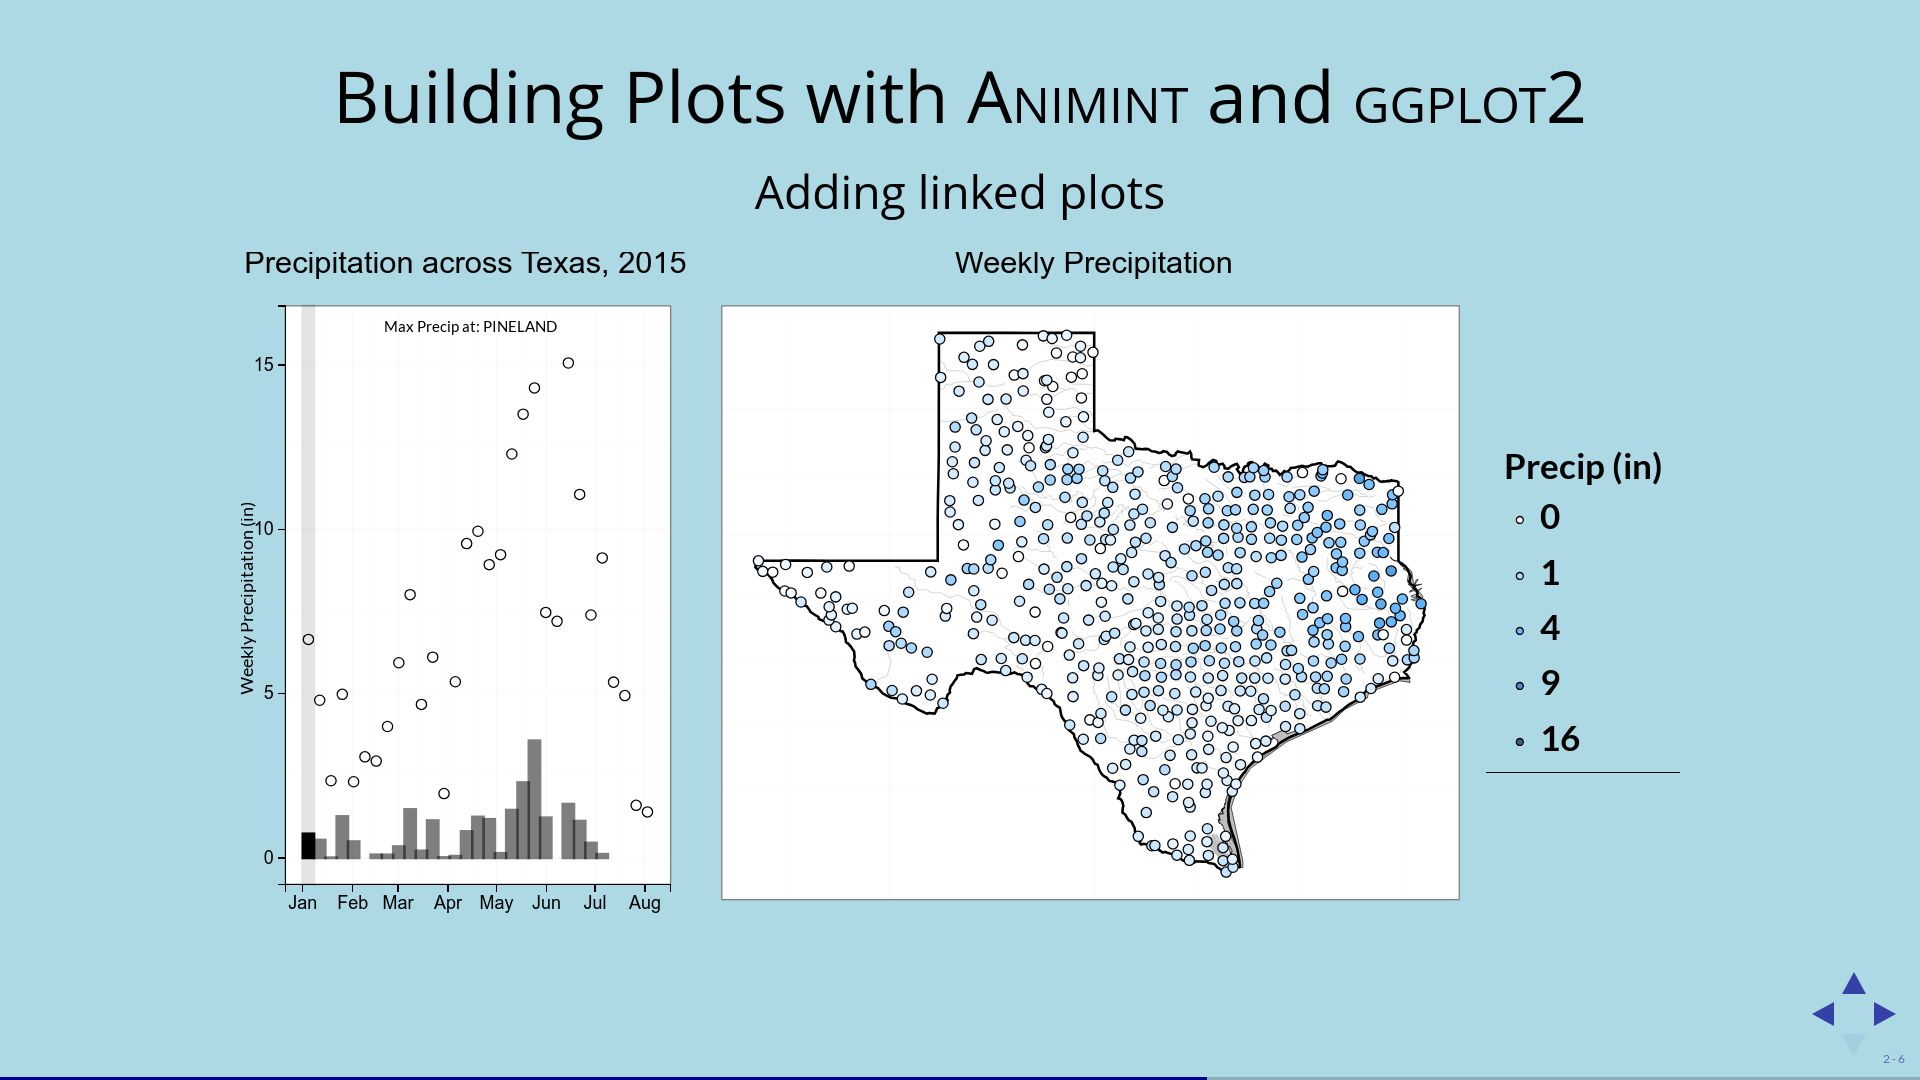 Building Plots with Animint and ggplot2
Adding linked plots
Precipitation across Texas, 2015
Weekly Precipitation
Max Precip at: PINELAND
Weekly Precipitation (in)
15
10
5
0
Jan Feb Mar Apr May Jun Jul Aug
Precip (in)
0
1
4
9
16
2 - 6